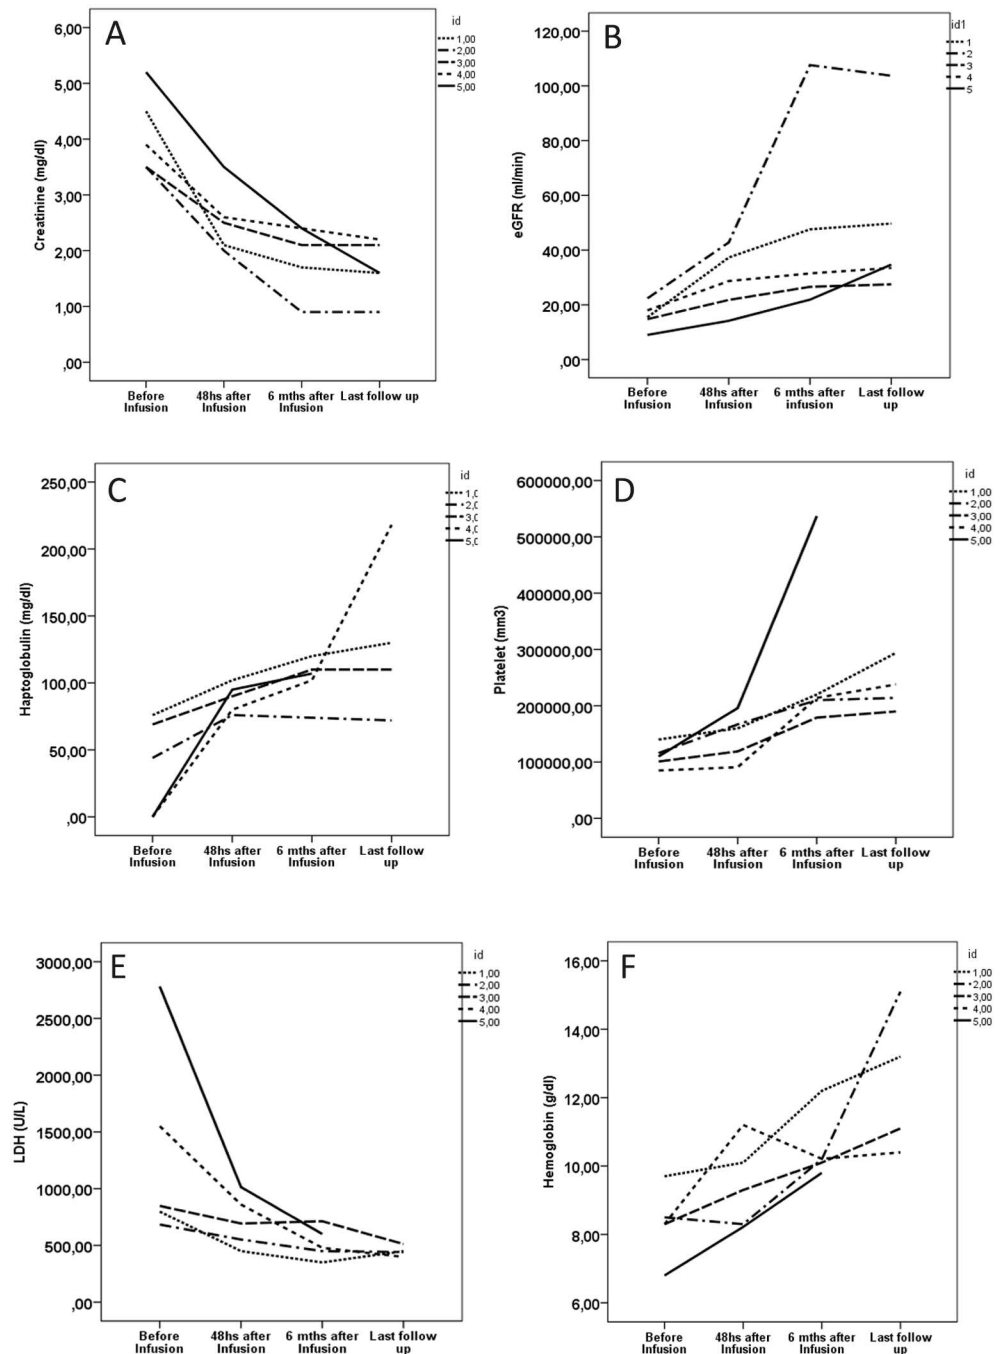 A
6,00
5,00
4,00
3,00
2,00
1,00
,00
Creatinine (mg/dl)
Before Infusion
48hs after Infusion
6 mths after Infusion
Last follow up
id
1,00
2,00
3,00
4,00
5,00
B
120,00
100,00
80,00
60,00
40,00
20,00
,00
eGFR (ml/min)
Before Infusion
48hs after Infusion
6 mths after infusion
Last follow up
id1
1
2
3
4
5
C
250,00
200,00
150,00
100,00
50,00
,00
Haptoglobulin (mg/dl)
Before Infusion
48hs after Infusion
6 mths after Infusion
Last follow up
id
1,0
2,0
3,0
4,0
5,0
D
600000,00
500000,00
400000,00
300000,00
200000,00
100000,00
,00
Platelet (mm3)
Before Infusion
48hs after Infusion
6 mths after Infusion
Last follow up
id
1,00
2,00
3,00
4,00
5,00
E
3000,00
2500,00
2000,00
1500,00
1000,00
500,00
,00
LDH (U/L)
Before Infusion
48hs after Infusion
6 mths after Infusion
Last follow up
id
1,00
2,00
3,00
4,00
5,00
F
16,00
14,00
12,00
10,00
8,00
6,00
Hemoglobin (g/dl)
Before Infusion
48hs after Infusion
6 mths after Infusion
Last follow up
id
1,00
2,00
3,00
4,00
5,00